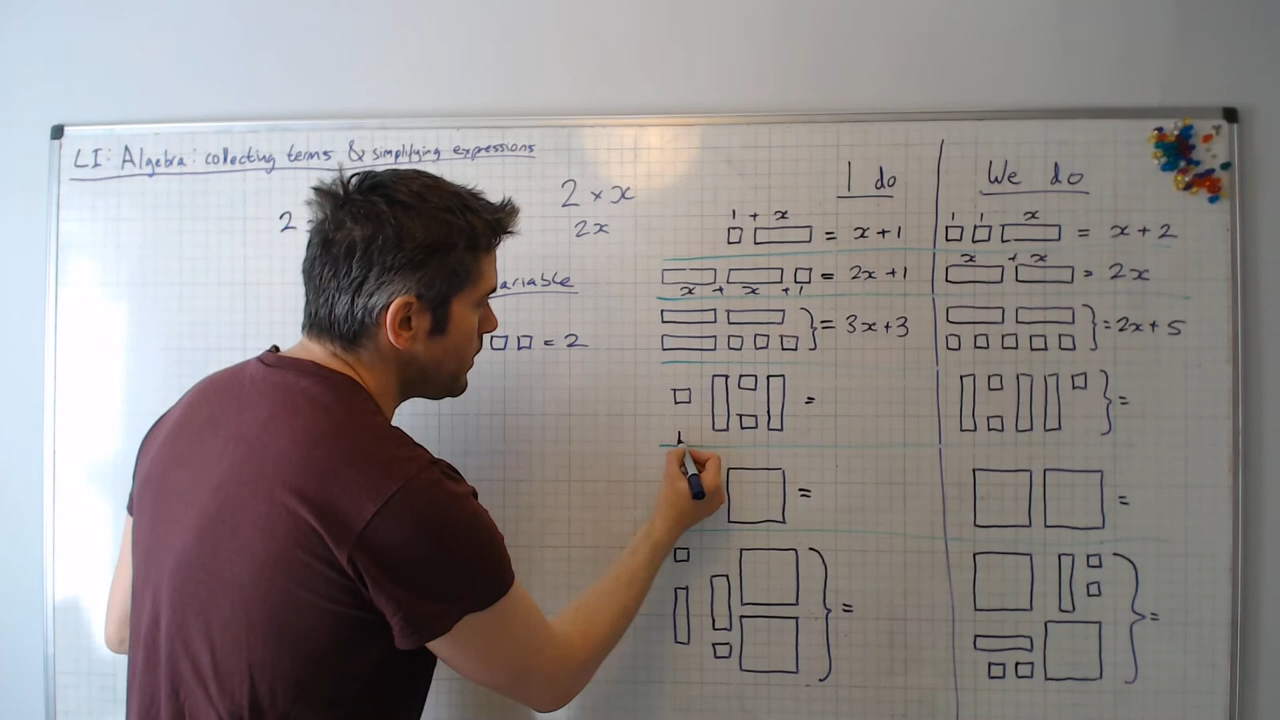 LI: Algebra: collecting terms & simplifying expressions
2 × x
2
2x
ariable
= 2
I do
1 + x
= x+1
= 2x+1
x + x + 1
} = 3x+3
=
1
=
} =
We do
1 1 x
= x+2
x + x
= 2x
} = 2x+5
} =
=
} =